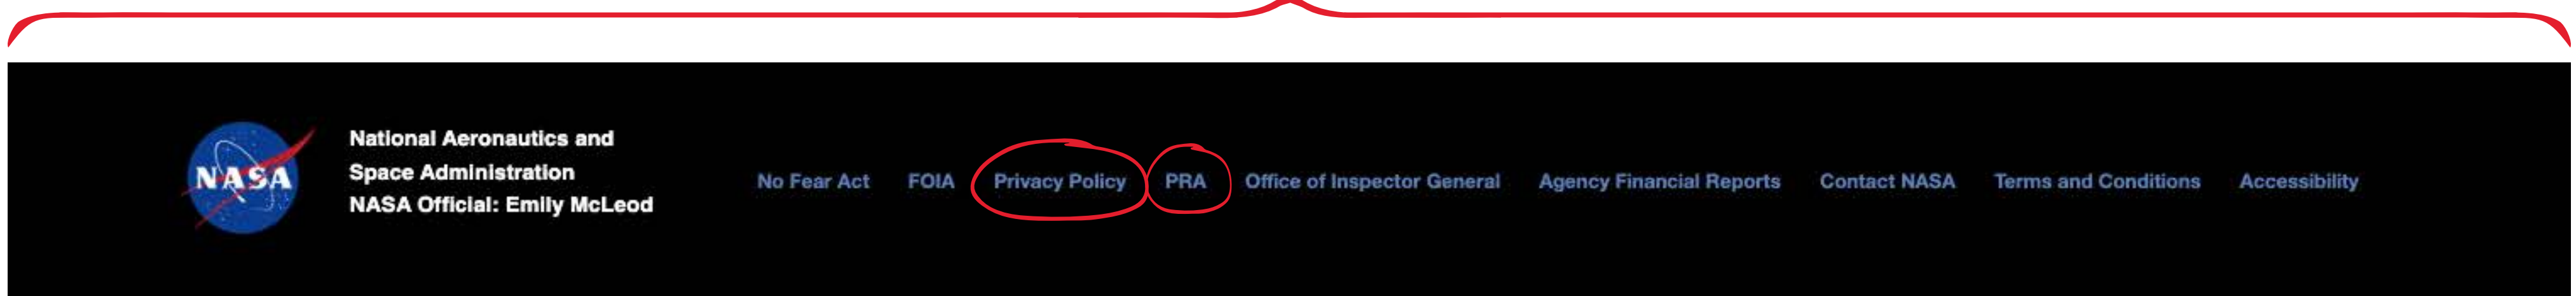 NASA
National Aeronautics and
Space Administration
NASA Official: Emily McLeod
No Fear Act FOIA Privacy Policy PRA Office of Inspector General Agency Financial Reports Contact NASA Terms and Conditions Accessibility